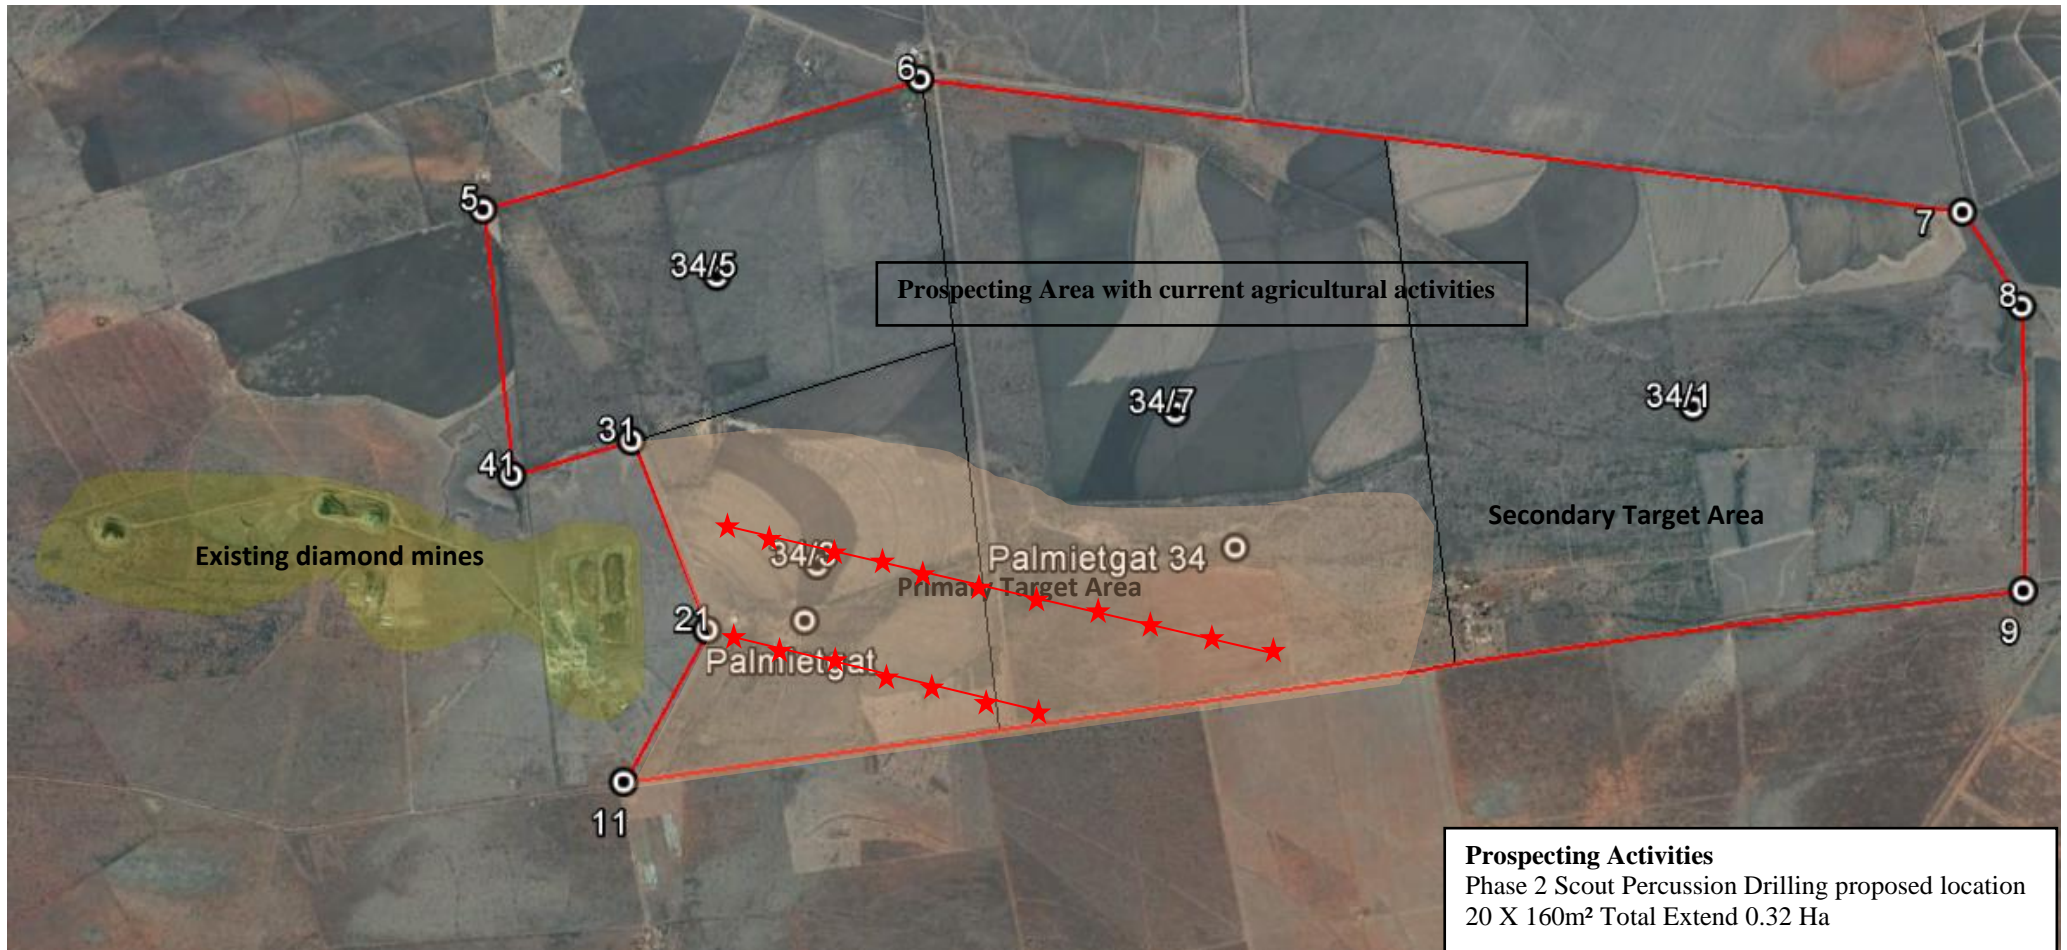 6
5
7
34/5
8
Prospecting Area with current agricultural activities
34/7
34/1
31
41
Secondary Target Area
Existing diamond mines
34/3
Palmietgat 34
Primary Target Area
21
9
Palmietgat
11
Prospecting Activities
Phase 2 Scout Percussion Drilling proposed location
20 X 160m² Total Extend 0.32 Ha